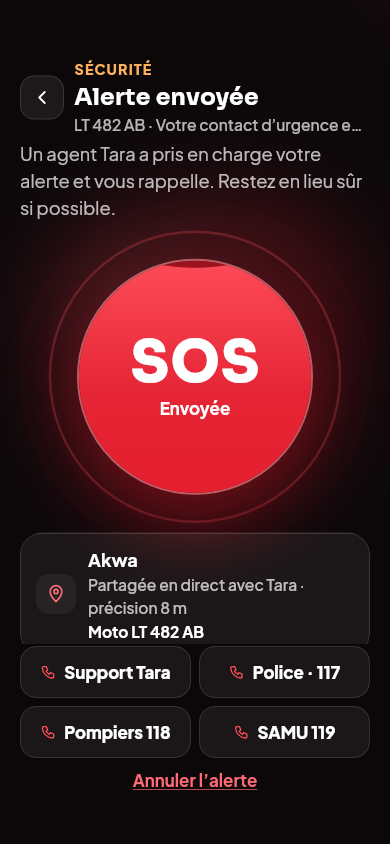 SÉCURITÉ
Alerte envoyée
LT 482 AB · Votre contact d’urgence e…
Un agent Tara a pris en charge votre
alerte et vous rappelle. Restez en lieu sûr
si possible.
SOS
Envoyée
Akwa
Partagée en direct avec Tara ·
précision 8 m
Moto LT 482 AB
Support Tara
Police · 117
Pompiers 118
SAMU 119
Annuler l’alerte